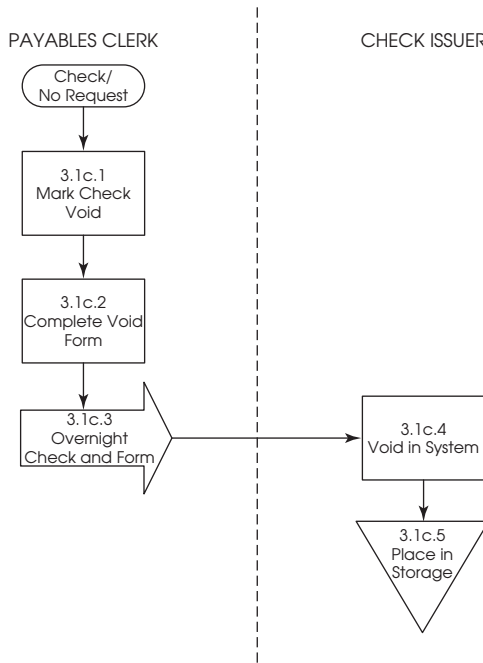 PAYABLES CLERK
CHECK ISSUER
Check/
No Request
3.1c.1
Mark Check
Void
3.1c.2
Complete Void
Form
3.1c.3
Overnight
Check and Form
3.1c.4
Void in System
3.1c.5
Place in
Storage